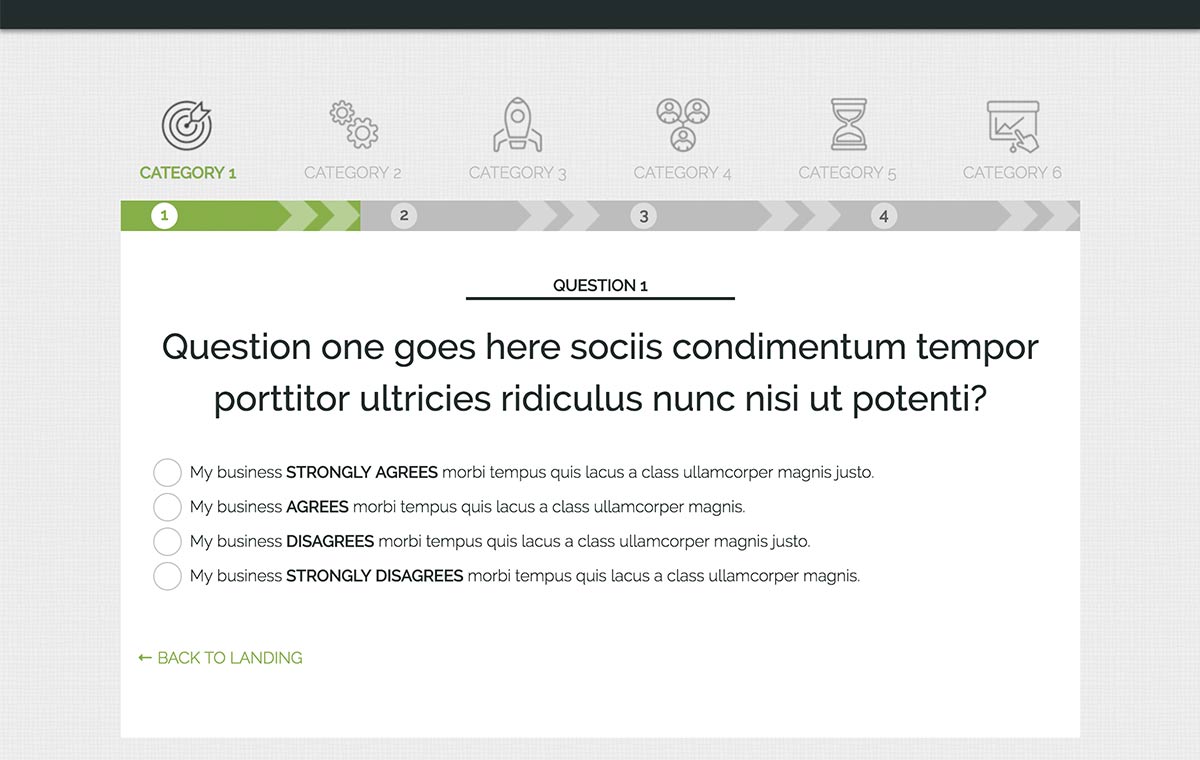 CATEGORY 1
CATEGORY 2
CATEGORY 3
CATEGORY 4
CATEGORY 5
CATEGORY 6
1
2
3
4
QUESTION 1
Question one goes here sociis condimentum tempor
porttitor ultricies ridiculus nunc nisi ut potenti?
My business STRONGLY AGREES morbi tempus quis lacus a class ullamcorper magnis justo.
My business AGREES morbi tempus quis lacus a class ullamcorper magnis.
My business DISAGREES morbi tempus quis lacus a class ullamcorper magnis justo.
My business STRONGLY DISAGREES morbi tempus quis lacus a class ullamcorper magnis.
← BACK TO LANDING